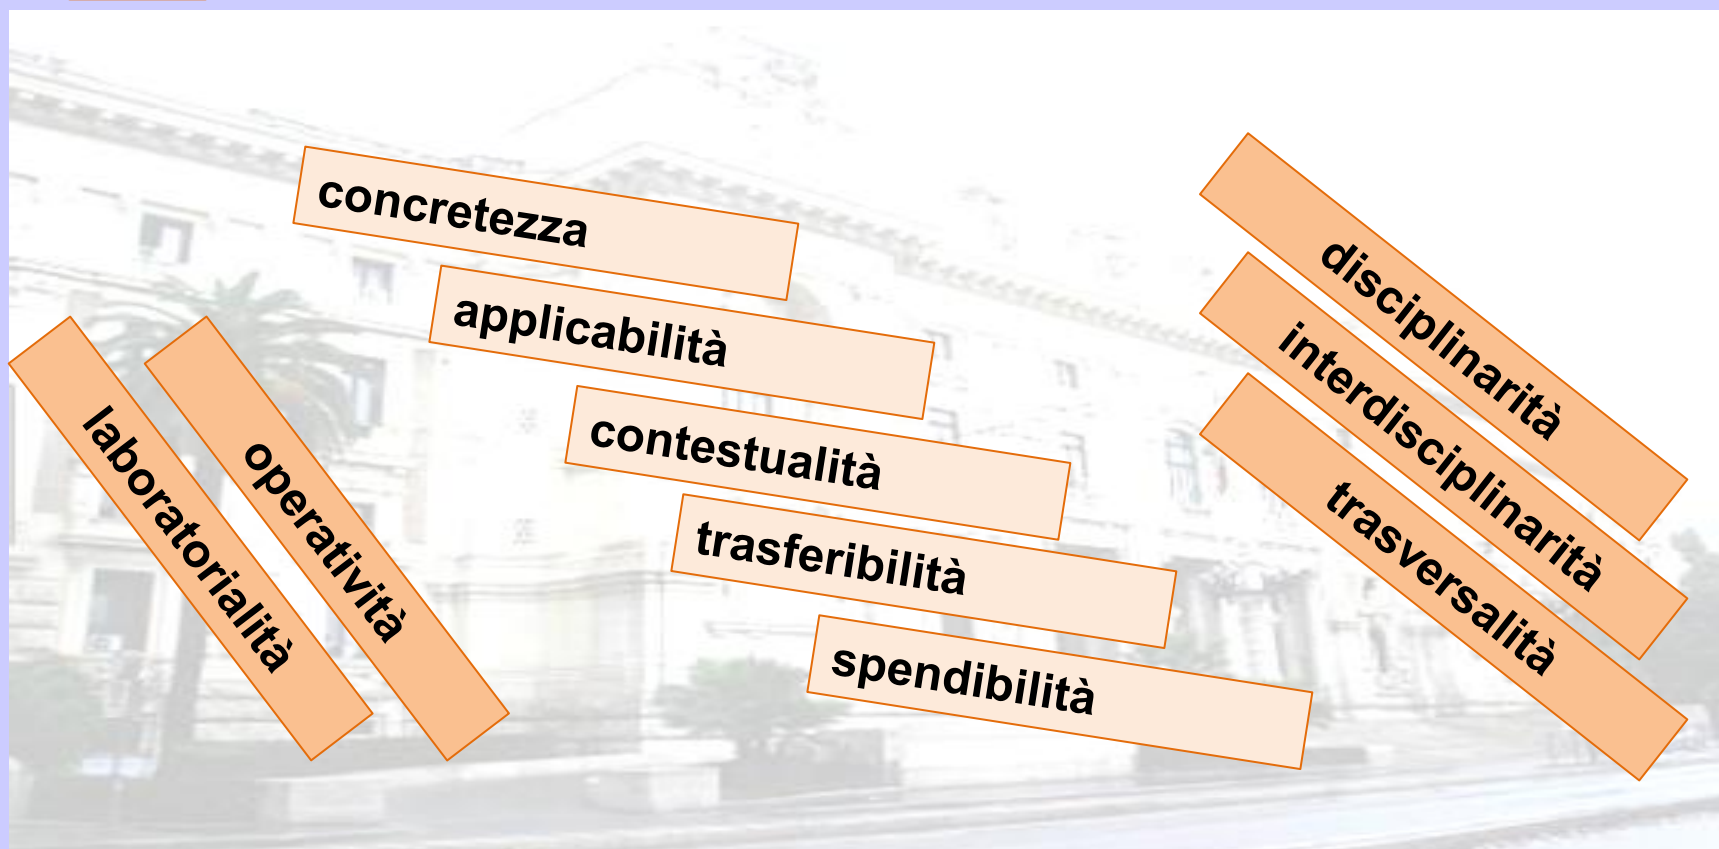 concretezza
applicabilità
contestualità
trasferibilità
spendibilità
laboratorialità
operatività
disciplinarità
interdisciplinarità
trasversalità